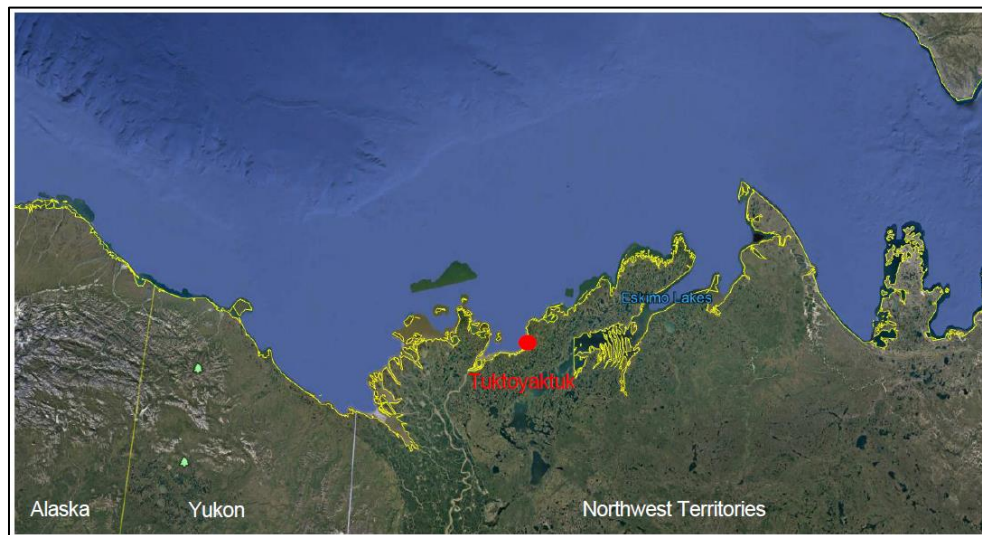 Eskimo Lakes
Tuktoyaktuk
Alaska
Yukon
Northwest Territories